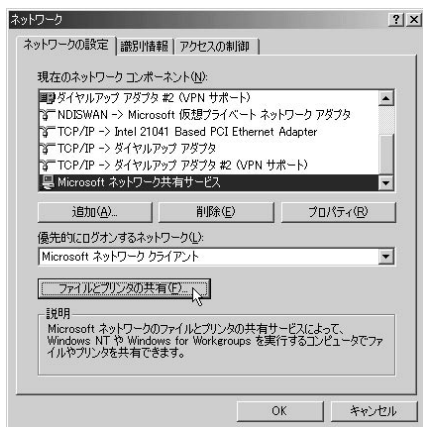 ネットワーク
ネットワークの設定 識別情報 アクセスの制御
現在のネットワーク コンポーネント(N):
ダイヤルアップ アダプタ #2 (VPN サポート)
NDISWAN -> Microsoft 仮想プライベート ネットワーク アダプタ
TCP/IP -> Intel 21041 Based PCI Ethernet Adapter
TCP/IP -> ダイヤルアップ アダプタ
TCP/IP -> ダイヤルアップ アダプタ #2 (VPN サポート)
Microsoft ネットワーク共有サービス
追加(A)... 削除(E) プロパティ(R)
優先的にログオンするネットワーク(L):
Microsoft ネットワーク クライアント
ファイルとプリンタの共有(F)...
説明
Microsoft ネットワークのファイルとプリンタの共有サービスによって、
Windows NT や Windows for Workgroups を実行するコンピュータでファ
イルやプリンタを共有できます。
OK キャンセル